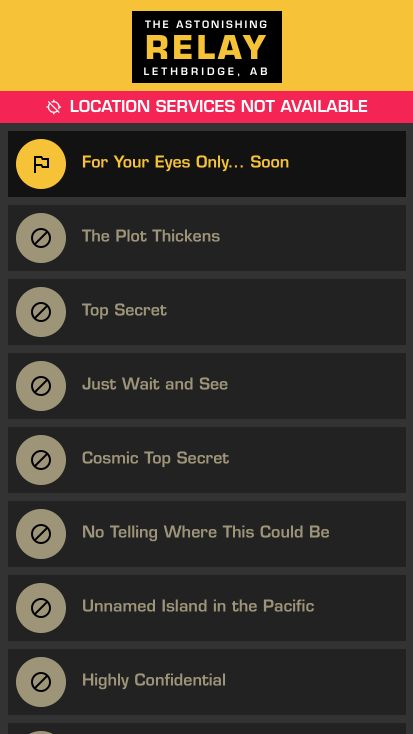 THE ASTONISHING
RELAY
LETHBRIDGE, AB
LOCATION SERVICES NOT AVAILABLE
For Your Eyes Only... Soon
The Plot Thickens
Top Secret
Just Wait and See
Cosmic Top Secret
No Telling Where This Could Be
Unnamed Island in the Pacific
Highly Confidential